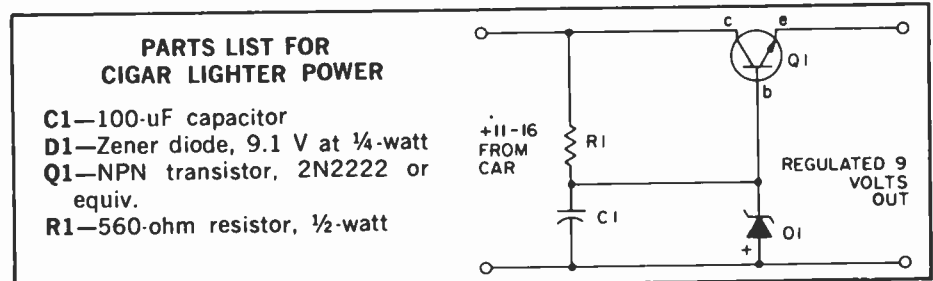 PARTS LIST FOR
CIGAR LIGHTER POWER
C1—100-uF capacitor
D1—Zener diode, 9.1 V at ¼-watt
Q1—NPN transistor, 2N2222 or
equiv.
R1—560-ohm resistor, ½-watt
c
e
Q1
b
+11-16
FROM
CAR
R1
REGULATED 9
VOLTS
OUT
C1
D1
+